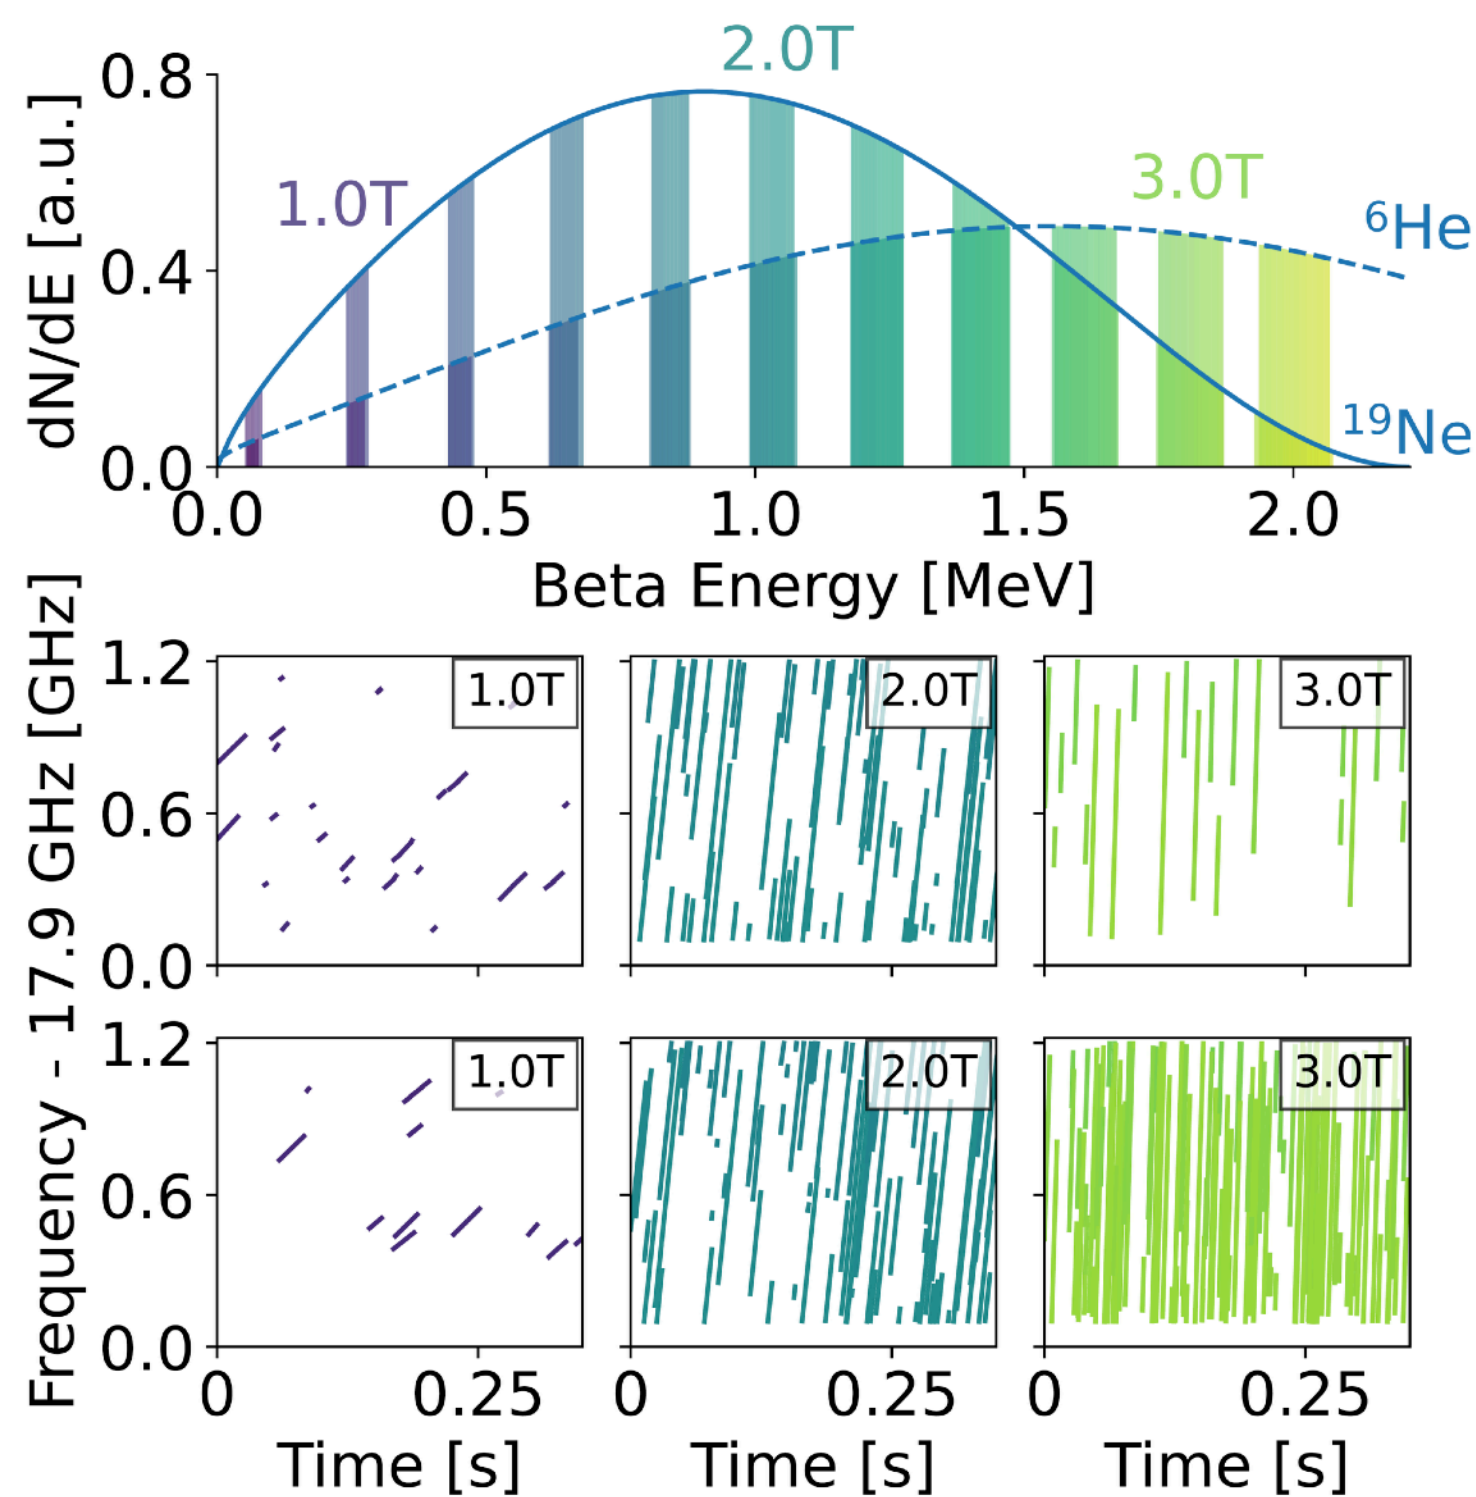 2.0T
0.8
1.0T
3.0T
⁶He
dN/dE [a.u.]
0.4
¹⁹Ne
0.0
0.0 0.5 1.0 1.5 2.0
Beta Energy [MeV]
Frequency - 17.9 GHz [GHz]
1.2
1.0T 2.0T 3.0T
0.6
0.0
1.2
1.0T 2.0T 3.0T
0.6
0.0
0 0.25 0 0.25 0 0.25
Time [s] Time [s] Time [s]